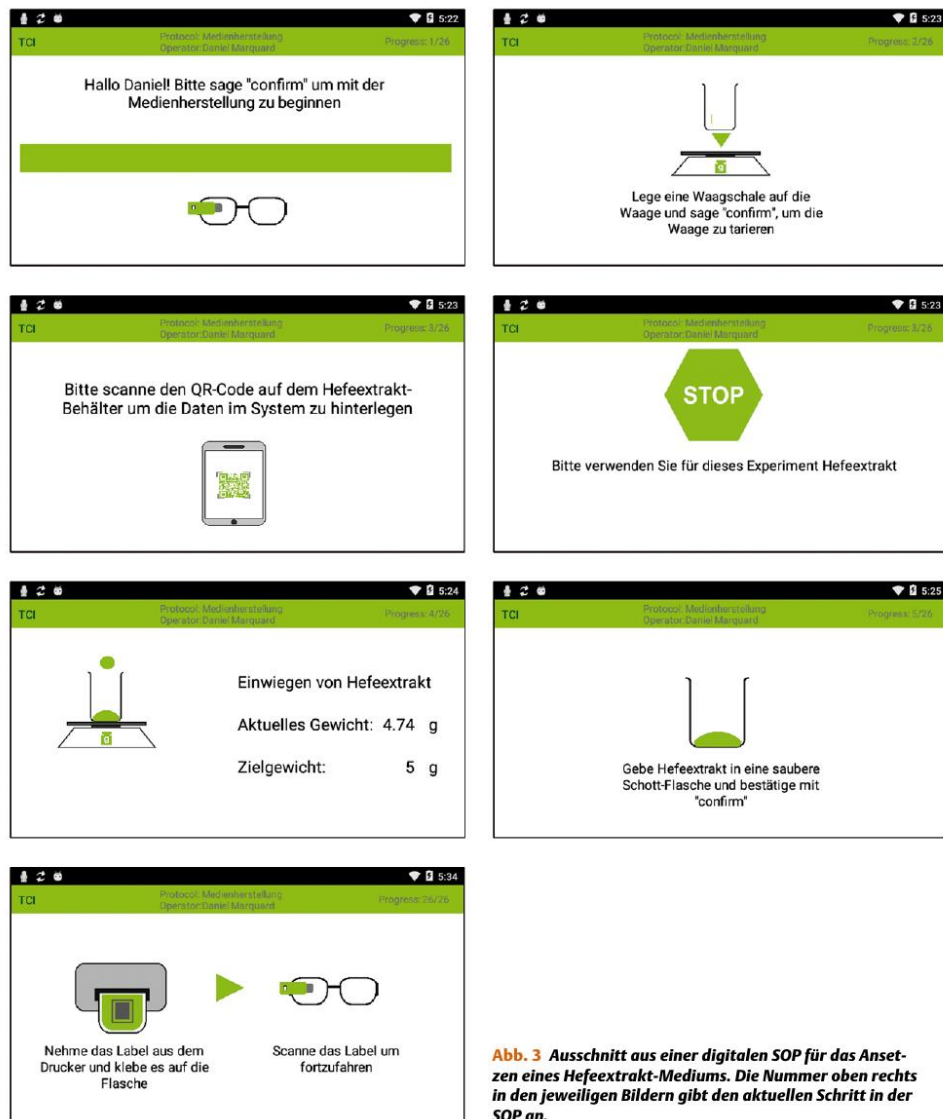 5:22
TCI
Protocol: Medienherstellung
Operator:Daniel Marquard
Progress: 1/26
Hallo Daniel! Bitte sage "confirm" um mit der
Medienherstellung zu beginnen
5:23
TCI
Protocol: Medienherstellung
Operator:Daniel Marquard
Progress: 2/26
g
Lege eine Waagschale auf die
Waage und sage "confirm", um die
Waage zu tarieren
5:23
TCI
Protocol: Medienherstellung
Operator:Daniel Marquard
Progress: 3/26
Bitte scanne den QR-Code auf dem Hefeextrakt-
Behälter um die Daten im System zu hinterlegen
5:23
TCI
Protocol: Medienherstellung
Operator:Daniel Marquard
Progress: 3/26
STOP
Bitte verwenden Sie für dieses Experiment Hefeextrakt
5:24
TCI
Protocol: Medienherstellung
Operator:Daniel Marquard
Progress: 4/26
g
Einwiegen von Hefeextrakt
Aktuelles Gewicht: 4.74 g
Zielgewicht: 5 g
5:25
TCI
Protocol: Medienherstellung
Operator:Daniel Marquard
Progress: 5/26
Gebe Hefeextrakt in eine saubere
Schott-Flasche und bestätige mit
"confirm"
5:34
TCI
Protocol: Medienherstellung
Operator:Daniel Marquard
Progress: 26/26
Nehme das Label aus dem
Drucker und klebe es auf die
Flasche
Scanne das Label um
fortzufahren
Abb. 3 Ausschnitt aus einer digitalen SOP für das Anset-
zen eines Hefeextrakt-Mediums. Die Nummer oben rechts
in den jeweiligen Bildern gibt den aktuellen Schritt in der
SOP an.